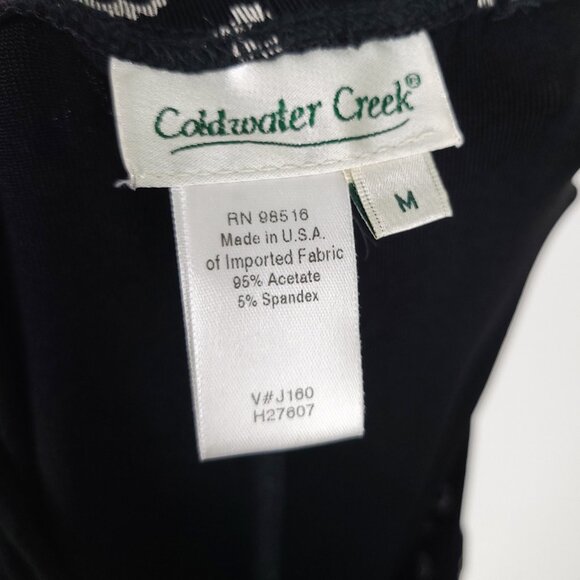 Coldwater Creek®
M
RN 98516
Made in U.S.A.
of Imported Fabric
95% Acetate
5% Spandex
V#J160
H27607